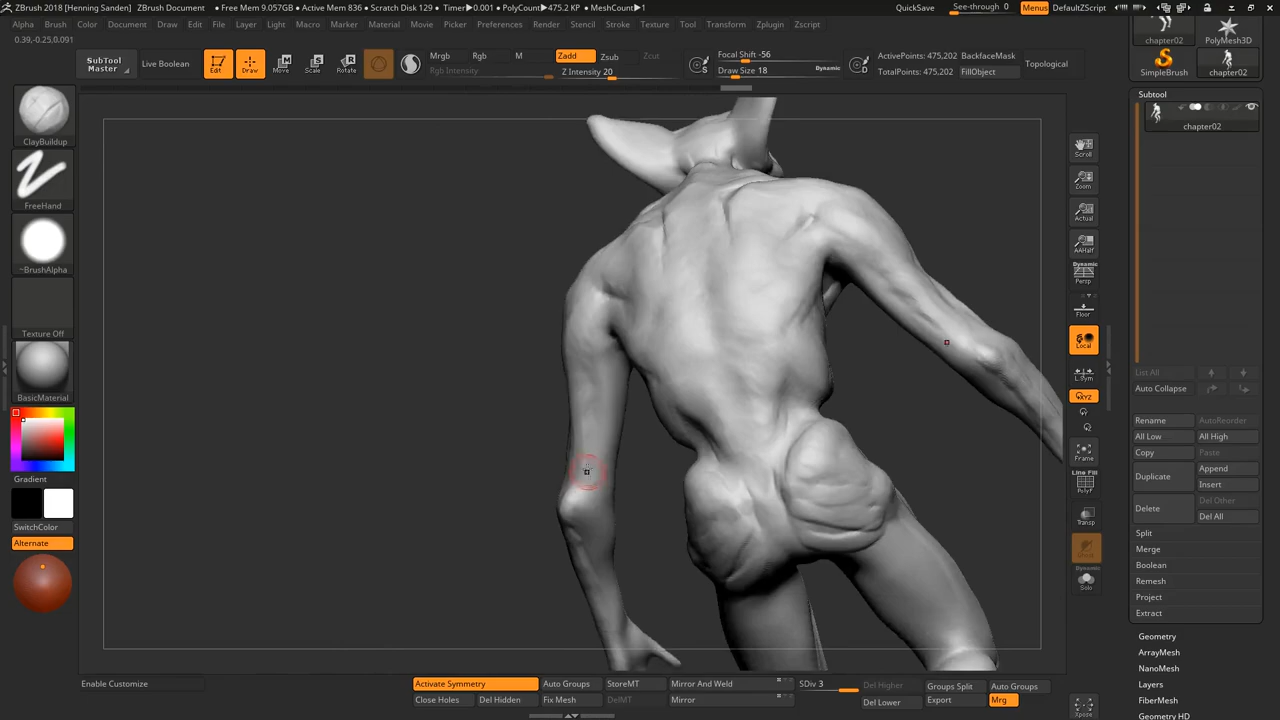 ZBrush 2018 [Henning Sanden] ZBrush Document • Free Mem 9.057GB • Active Mem 836 • Scratch Disk 129 • Timer▶0.001 • PolyCount▶475.2 KP • MeshCount▶1 QuickSave See-through 0 Menus DefaultZScript
Alpha Brush Color Document Draw Edit File Layer Light Macro Marker Material Movie Picker Preferences Render Stencil Stroke Texture Tool Transform Zplugin Zscript
0.39,-0.25,0.091
SubTool Master
Live Boolean
Edit
Draw
Move
Scale
Rotate
Mrgb Rgb M
Rgb Intensity
Zadd Zsub Zcut
Z Intensity 20
Focal Shift -56
Draw Size 18
Dynamic
ActivePoints: 475,202
TotalPoints: 475,202
BackfaceMask
FillObject
Topological
ClayBuildup
FreeHand
~BrushAlpha
Texture Off
BasicMaterial
Gradient
SwitchColor
Alternate
Scroll
Zoom
Actual
AAHalf
Dynamic
Persp
Floor
Local
L.Sym
XYZ
Frame
Line Fill
PolyF
Transp
Dynamic
Solo
Xpose
chapter02
PolyMesh3D
SimpleBrush
chapter02
Subtool
chapter02
List All
Auto Collapse
Rename AutoReorder
All Low All High
Copy Paste
Duplicate Append
Insert
Delete Del Other
Del All
Split
Merge
Boolean
Remesh
Project
Extract
Geometry
ArrayMesh
NanoMesh
Layers
FiberMesh
Geometry HD
Enable Customize
Activate Symmetry Auto Groups StoreMT Mirror And Weld SDiv 3 Del Higher Groups Split Auto Groups
Close Holes Del Hidden Fix Mesh DelMT Mirror Del Lower Export Mrg